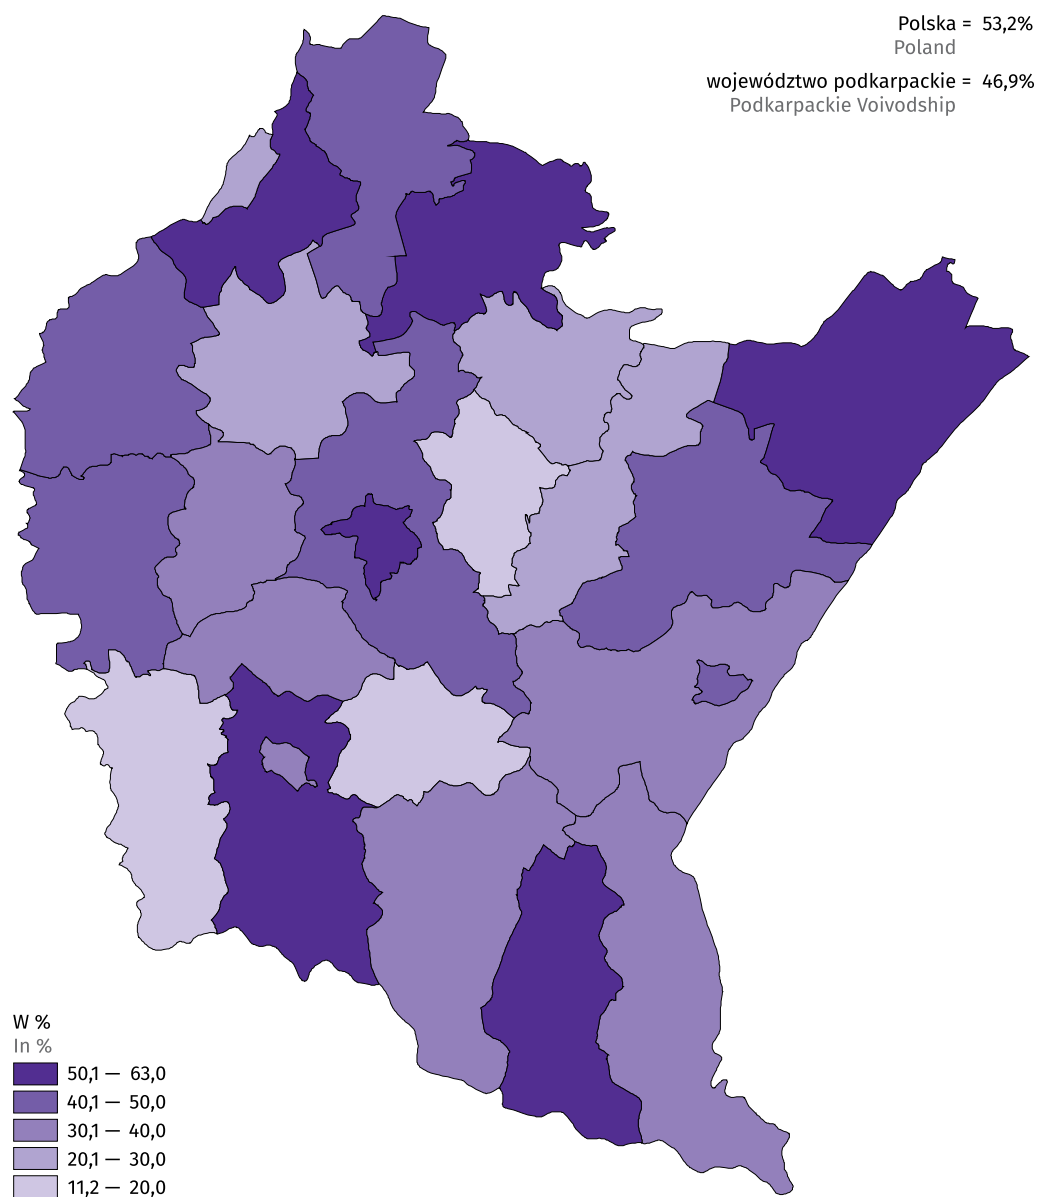 Polska = 53,2%
Poland
województwo podkarpackie = 46,9%
Podkarpackie Voivodship
W %
In %
50,1 — 63,0
40,1 — 50,0
30,1 — 40,0
20,1 — 30,0
11,2 — 20,0